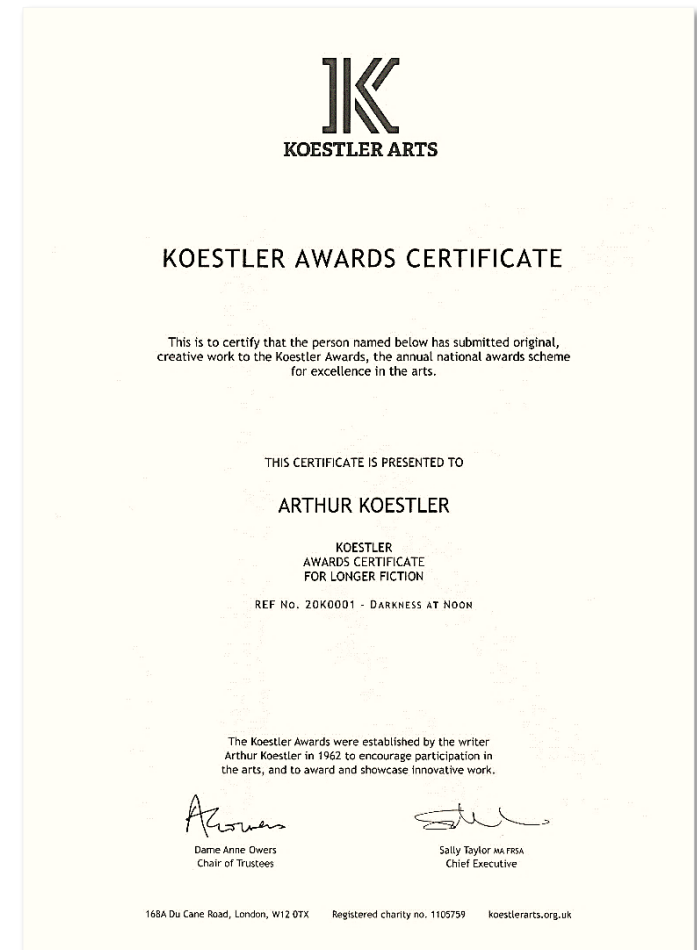 K
KOESTLER ARTS
KOESTLER AWARDS CERTIFICATE
This is to certify that the person named below has submitted original,
creative work to the Koestler Awards, the annual national awards scheme
for excellence in the arts.
THIS CERTIFICATE IS PRESENTED TO
ARTHUR KOESTLER
KOESTLER
AWARDS CERTIFICATE
FOR LONGER FICTION
REF NO. 20K0001 - DARKNESS AT NOON
The Koestler Awards were established by the writer
Arthur Koestler in 1962 to encourage participation in
the arts, and to award and showcase innovative work.
Dame Anne Owers
Chair of Trustees
Sally Taylor MA FRSA
Chief Executive
168A Du Cane Road, London, W12 0TX Registered charity no. 1105759 koestlerarts.org.uk